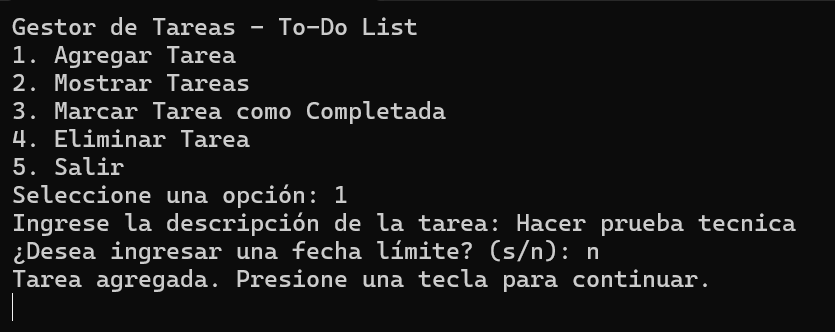 Gestor de Tareas - To-Do List
1. Agregar Tarea
2. Mostrar Tareas
3. Marcar Tarea como Completada
4. Eliminar Tarea
5. Salir
Seleccione una opción: 1
Ingrese la descripción de la tarea: Hacer prueba tecnica
¿Desea ingresar una fecha límite? (s/n): n
Tarea agregada. Presione una tecla para continuar.